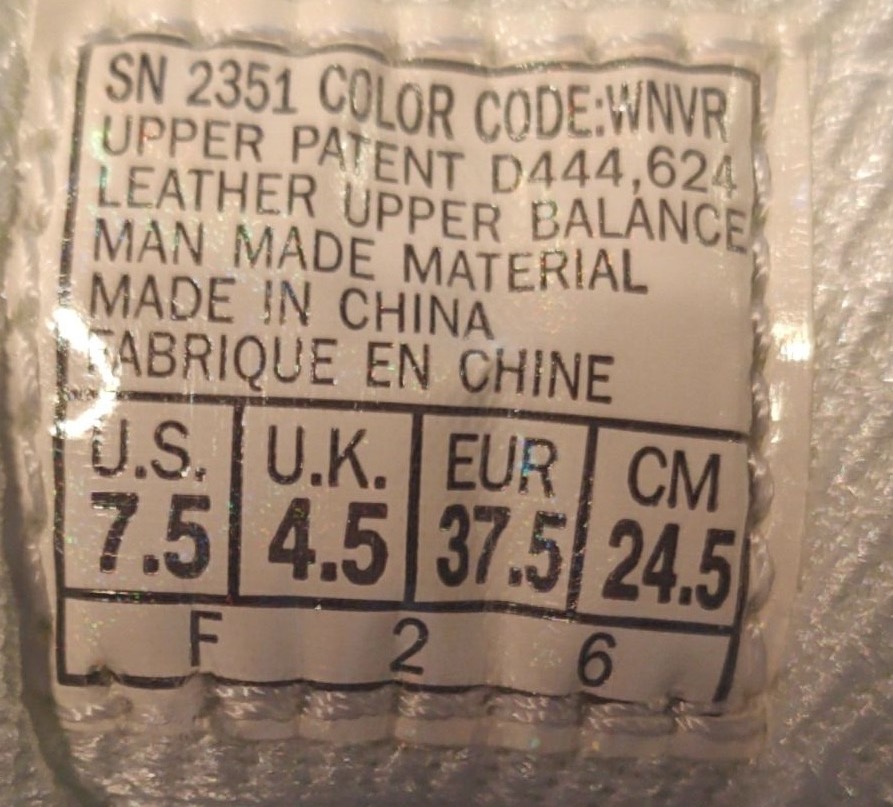 SN 2351 COLOR CODE:WNVR
UPPER PATENT D444,624
LEATHER UPPER BALANCE
MAN MADE MATERIAL
MADE IN CHINA
FABRIQUE EN CHINE
U.S. U.K. EUR CM
7.5 4.5 37.5 24.5
F 2 6